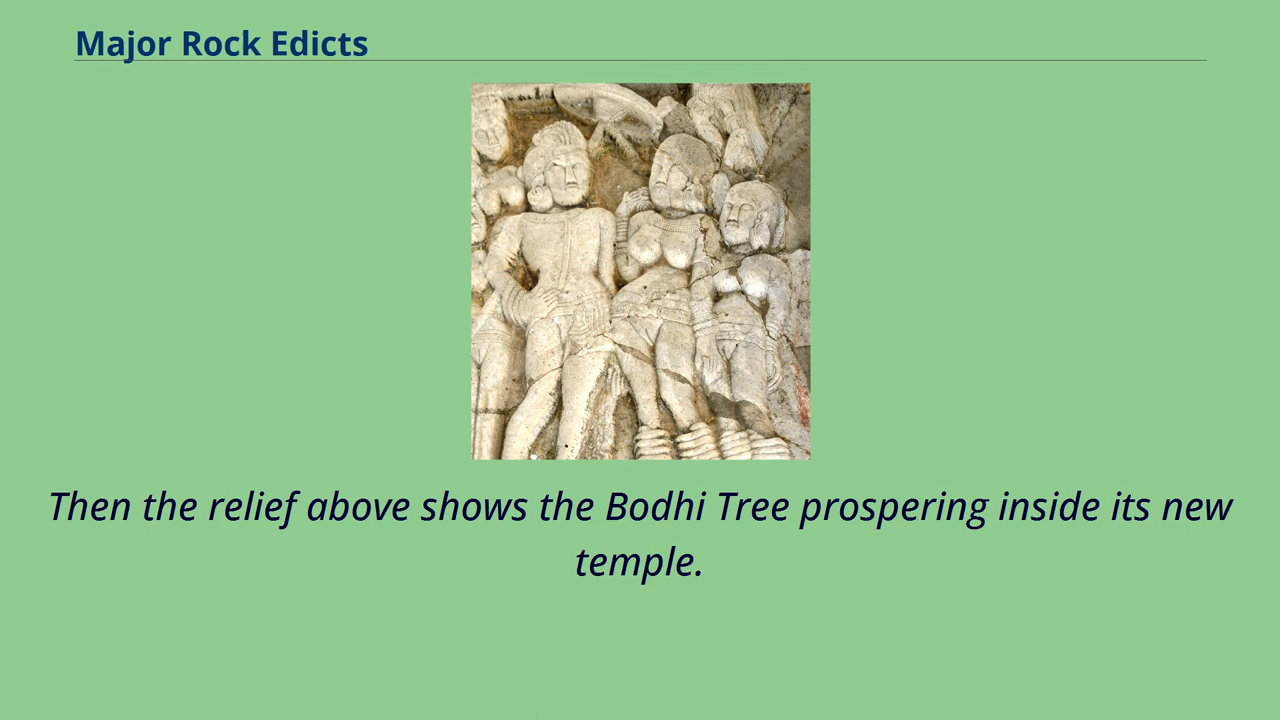 Major Rock Edicts
Then the relief above shows the Bodhi Tree prospering inside its new
temple.